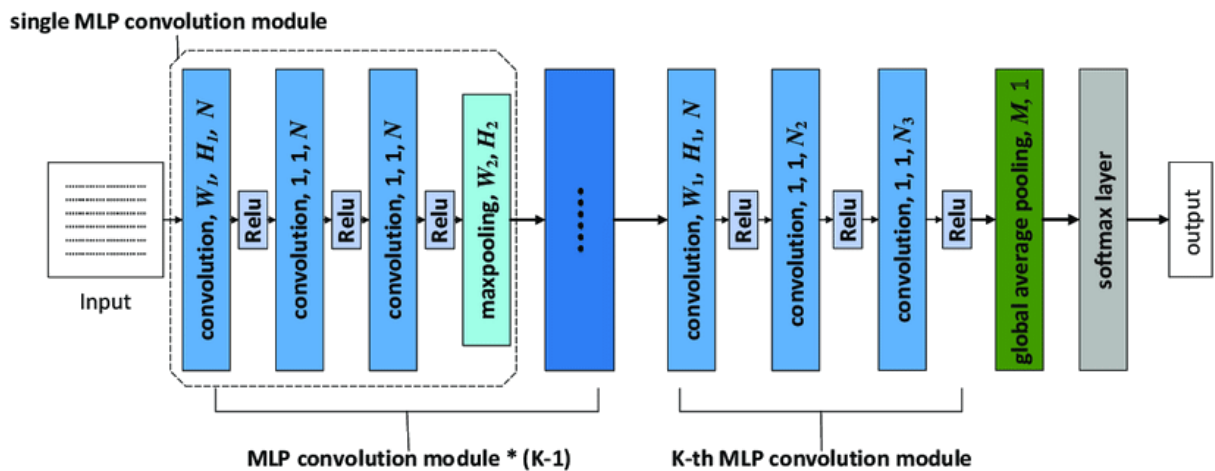 single MLP convolution module
Input
convolution, W₁, H₁, N
Relu
convolution, 1, 1, N
Relu
convolution, 1, 1, N
Relu
maxpooling, W₂, H₂
......
convolution, W₁, H₁, N
Relu
convolution, 1, 1, N₂
Relu
convolution, 1, 1, N₃
Relu
global average pooling, M, 1
softmax layer
output
MLP convolution module * (K-1)
K-th MLP convolution module